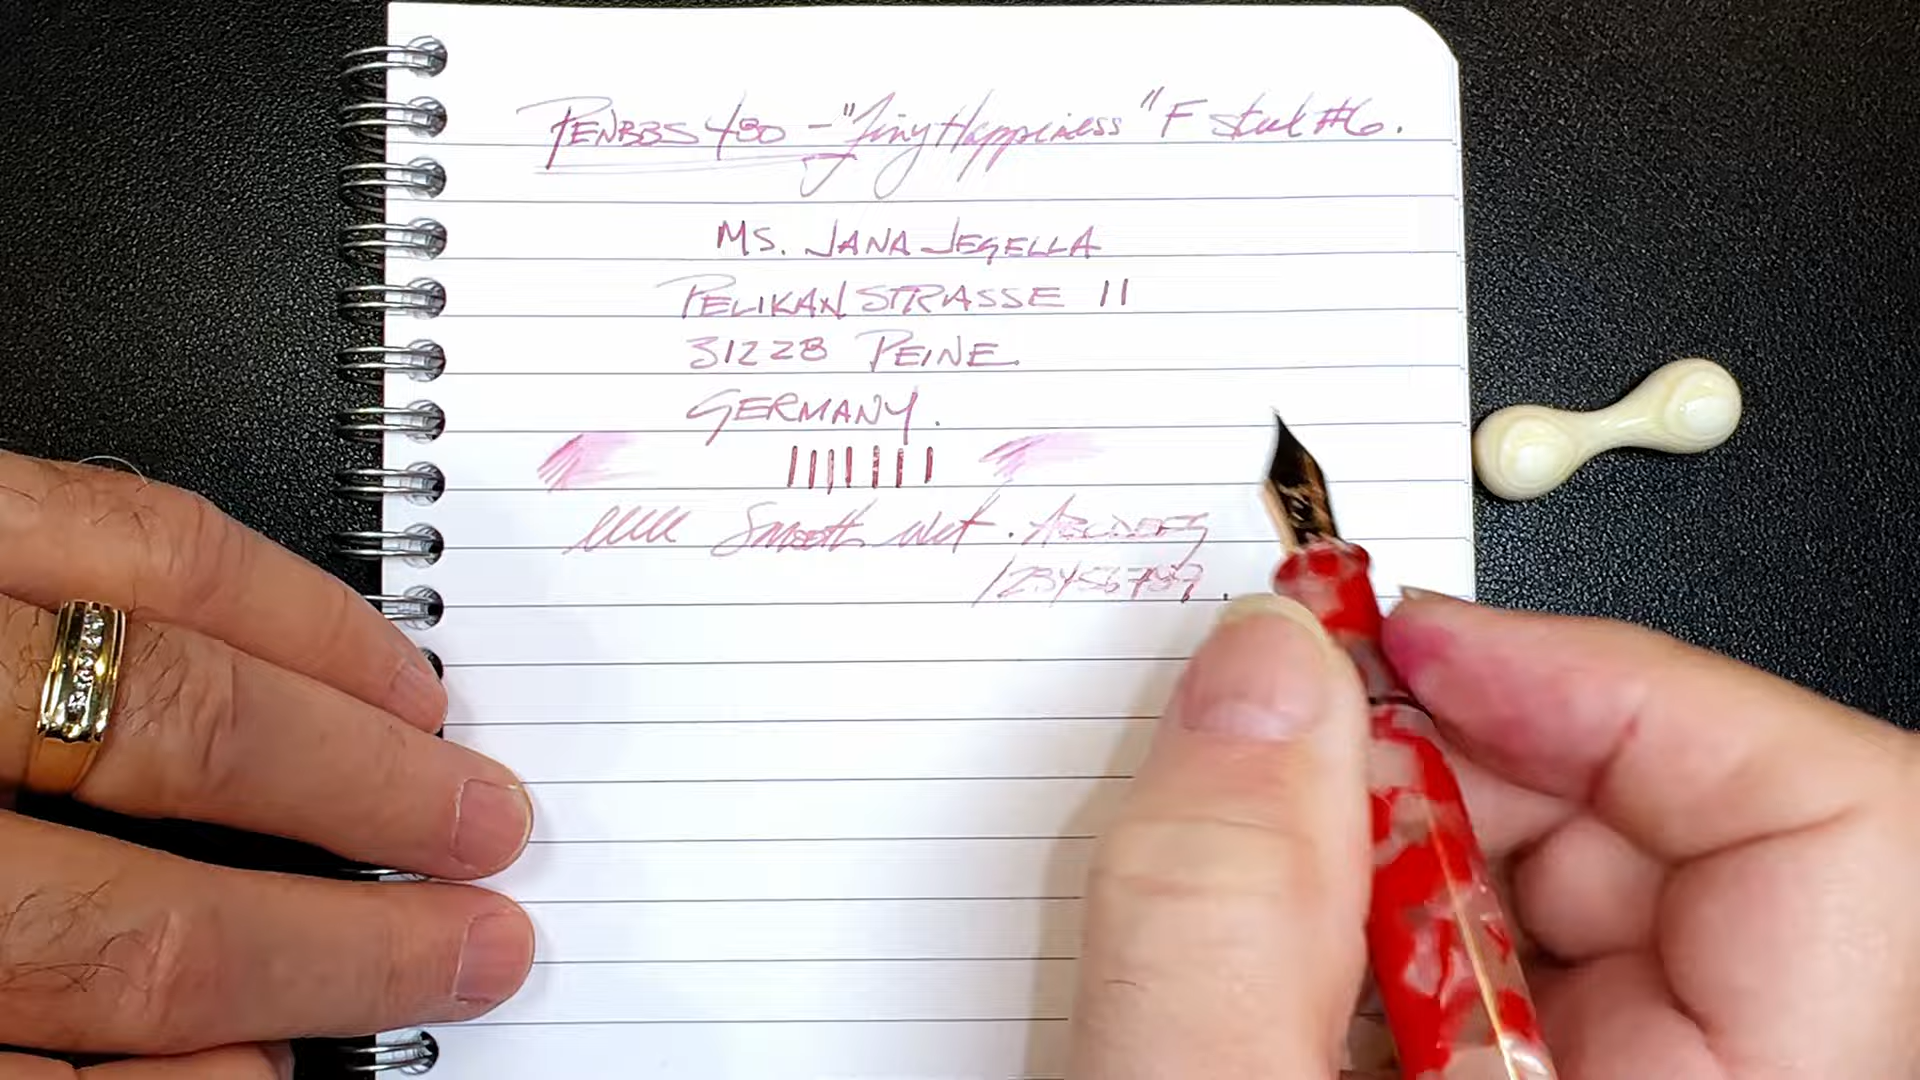 PENBBS 480 - "Tiny Happiness" F steel #6.
MS. JANA JEGELLA
PELIKANSTRASSE 11
31228 PEINE
GERMANY.
Smooth Wet. ABCDEFG
123456789.